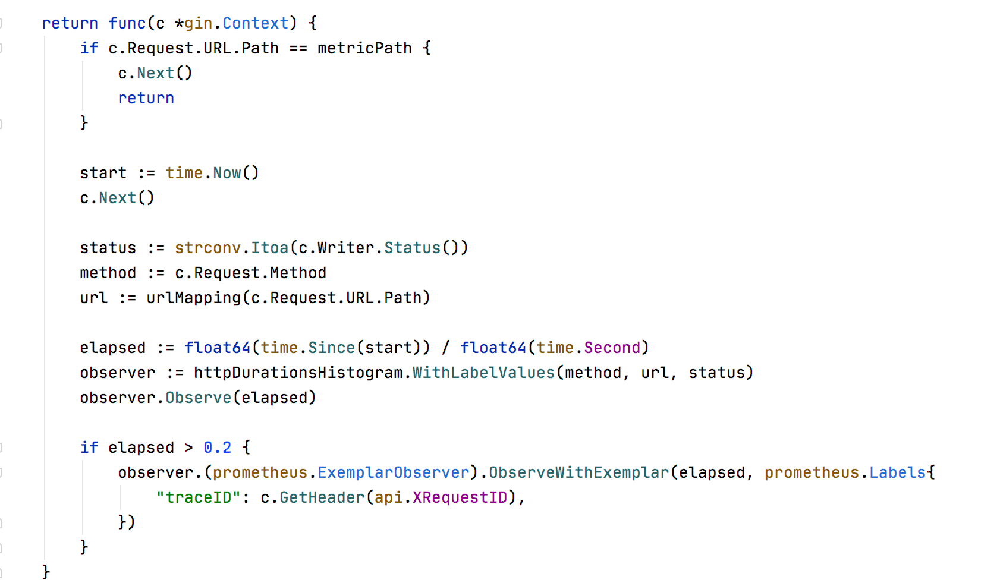 return func(c *gin.Context) {
    if c.Request.URL.Path == metricPath {
        c.Next()
        return
    }

    start := time.Now()
    c.Next()

    status := strconv.Itoa(c.Writer.Status())
    method := c.Request.Method
    url := urlMapping(c.Request.URL.Path)

    elapsed := float64(time.Since(start)) / float64(time.Second)
    observer := httpDurationsHistogram.WithLabelValues(method, url, status)
    observer.Observe(elapsed)

    if elapsed > 0.2 {
        observer.(prometheus.ExemplarObserver).ObserveWithExemplar(elapsed, prometheus.Labels{
            "traceID": c.GetHeader(api.XRequestID),
        })
    }
}